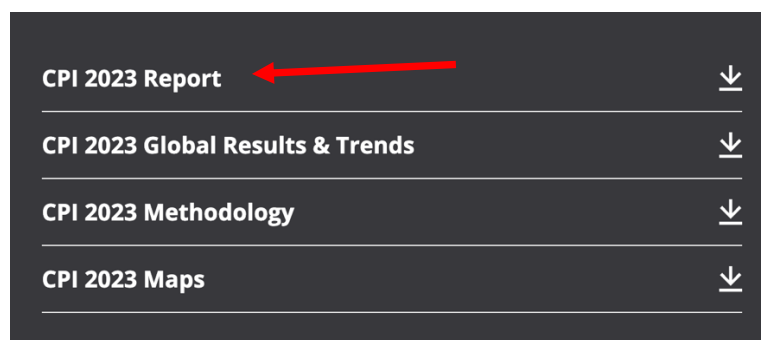 CPI 2023 Report
CPI 2023 Global Results & Trends
CPI 2023 Methodology
CPI 2023 Maps